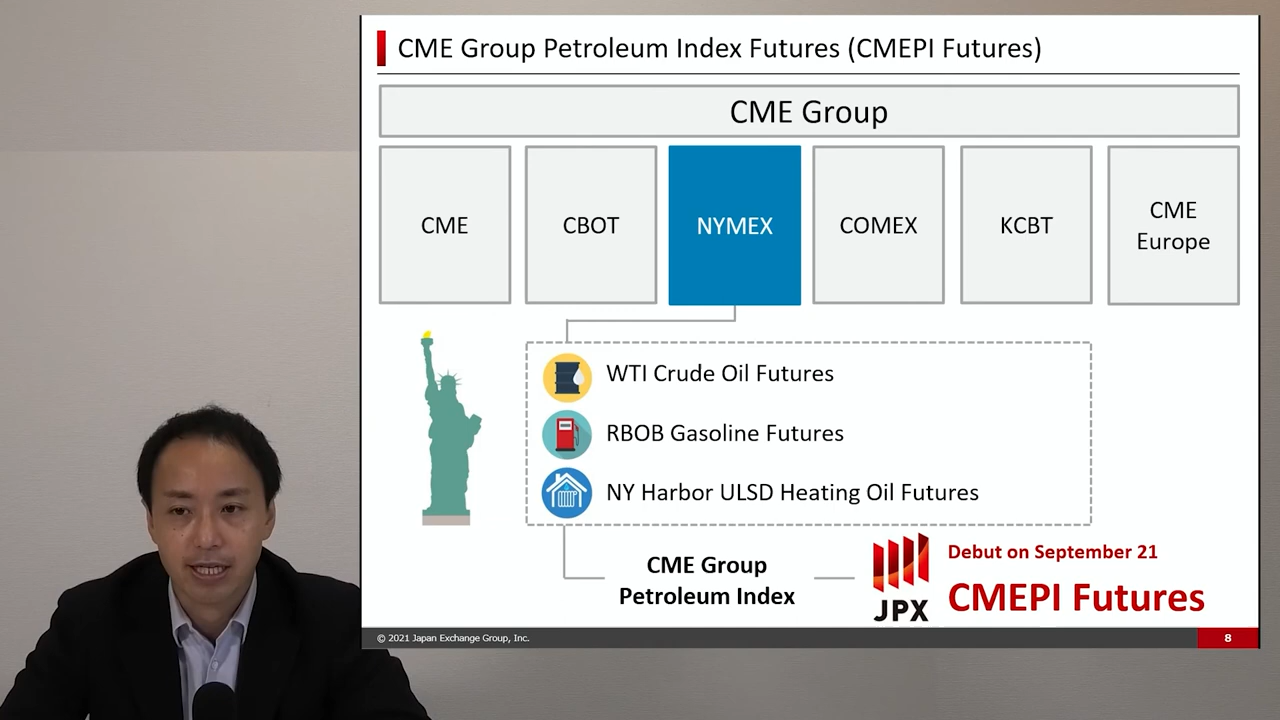 CME Group Petroleum Index Futures (CMEPI Futures)
CME Group
CME
CBOT
NYMEX
COMEX
KCBT
CME
Europe
WTI Crude Oil Futures
RBOB Gasoline Futures
NY Harbor ULSD Heating Oil Futures
CME Group
Petroleum Index
JPX
Debut on September 21
CMEPI Futures
© 2021 Japan Exchange Group, Inc.
8